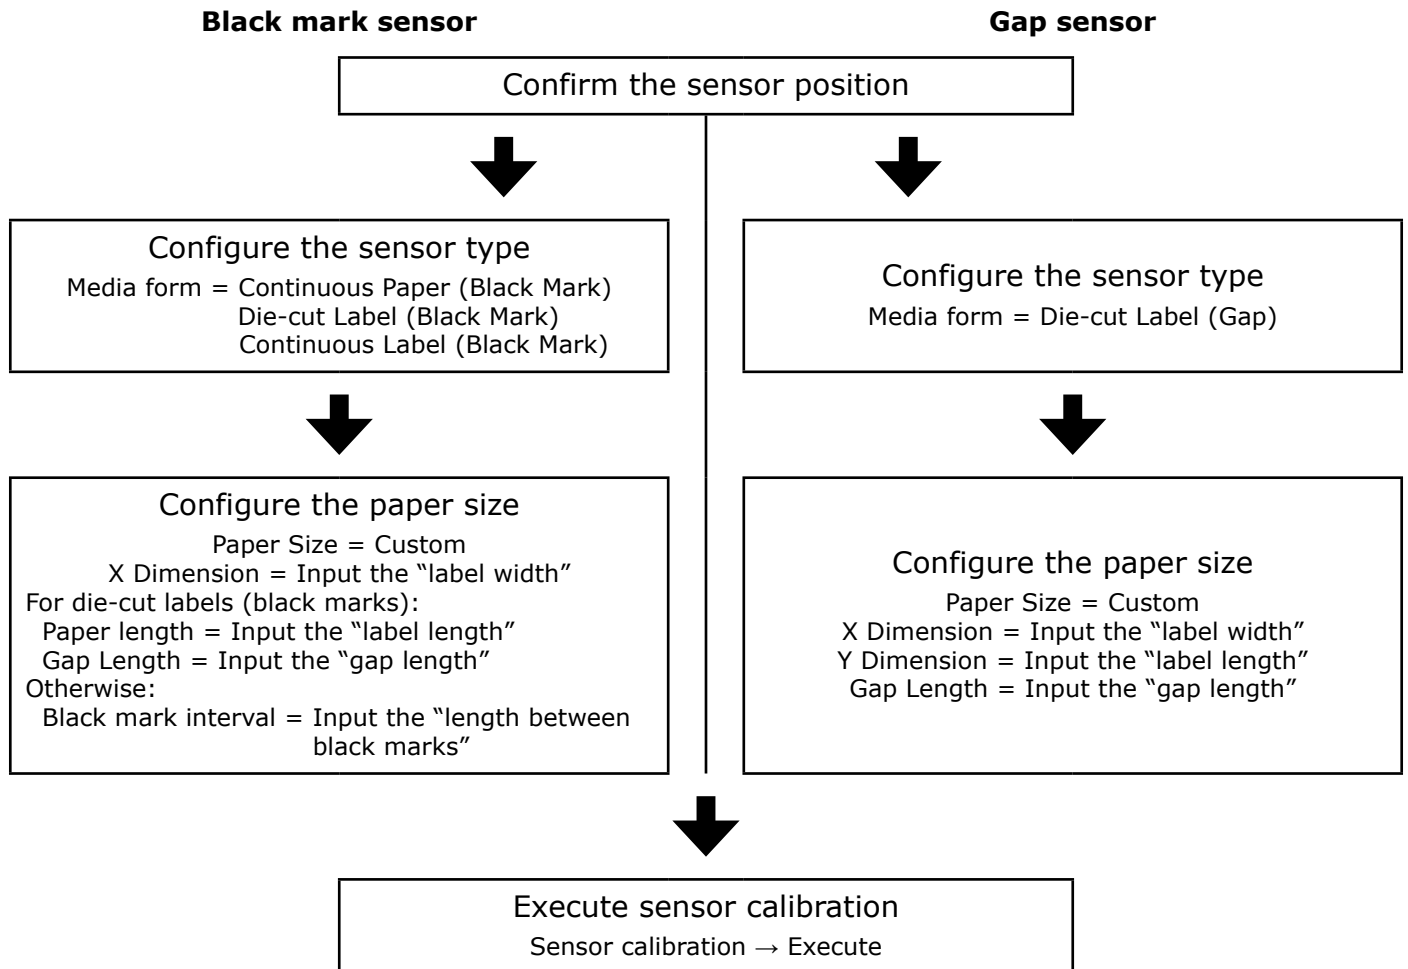 Black mark sensor
Gap sensor
Confirm the sensor position
Configure the sensor type
Media form = Continuous Paper (Black Mark)
Die-cut Label (Black Mark)
Continuous Label (Black Mark)
Configure the sensor type
Media form = Die-cut Label (Gap)
Configure the paper size
Paper Size = Custom
X Dimension = Input the “label width”
For die-cut labels (black marks):
Paper length = Input the “label length”
Gap Length = Input the “gap length”
Otherwise:
Black mark interval = Input the “length between
black marks”
Configure the paper size
Paper Size = Custom
X Dimension = Input the “label width”
Y Dimension = Input the “label length”
Gap Length = Input the “gap length”
Execute sensor calibration
Sensor calibration → Execute